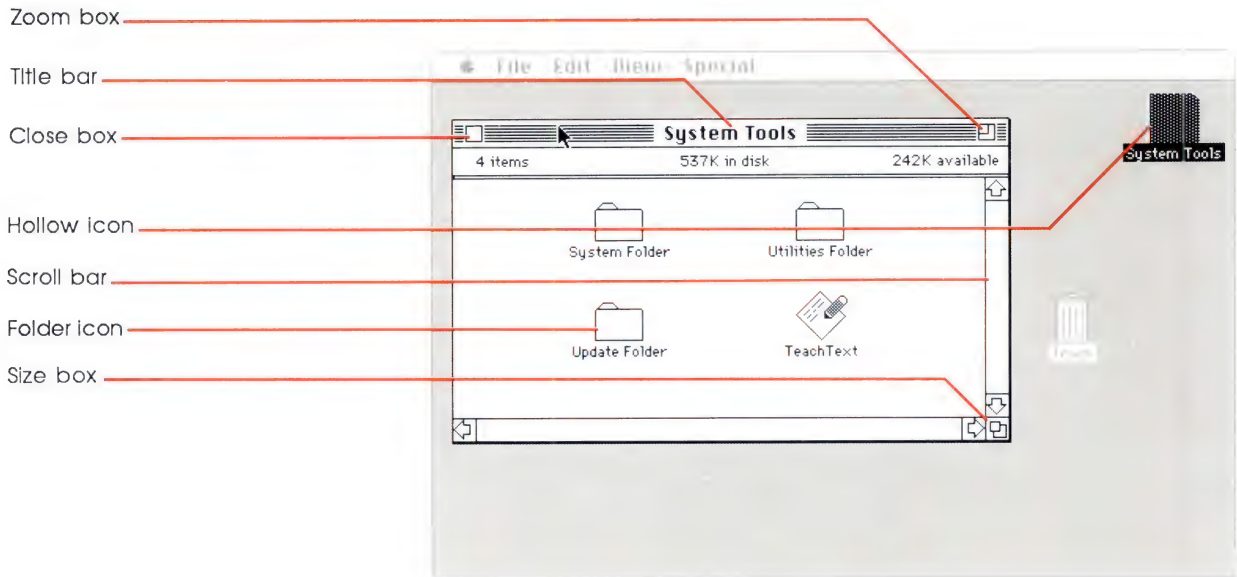 Zoom box
Title bar
Close box
Hollow icon
Scroll bar
Folder icon
Size box
File Edit View Special
System Tools
4 items 537K in disk 242K available
System Folder Utilities Folder
Update Folder TeachText
System Tools
Trash